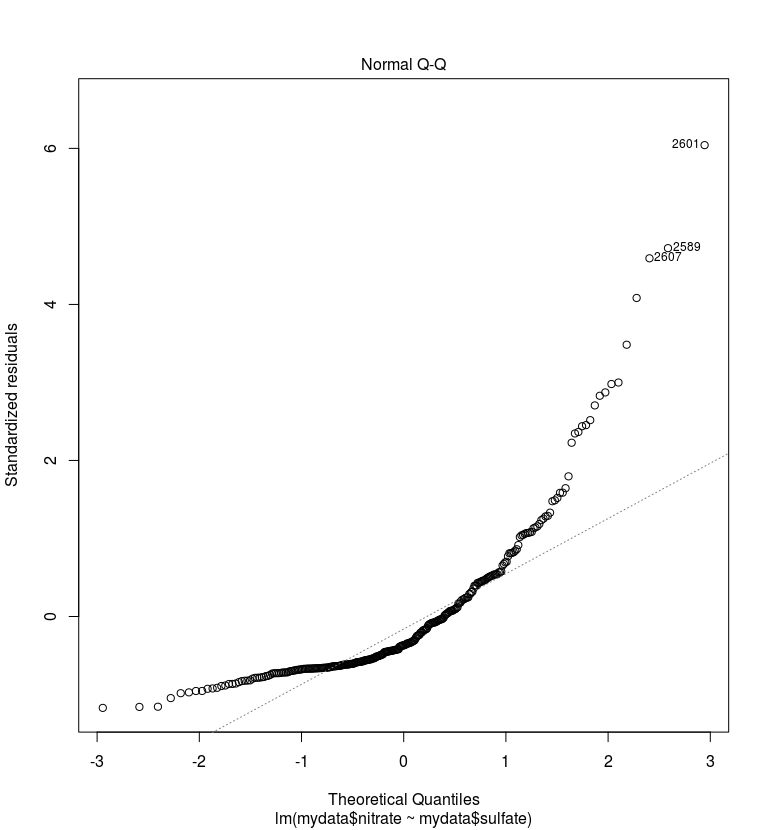 Normal Q-Q
Standardized residuals
6
4
2
0
2601
2589
2607
-3 -2 -1 0 1 2 3
Theoretical Quantiles
lm(mydata$nitrate ~ mydata$sulfate)